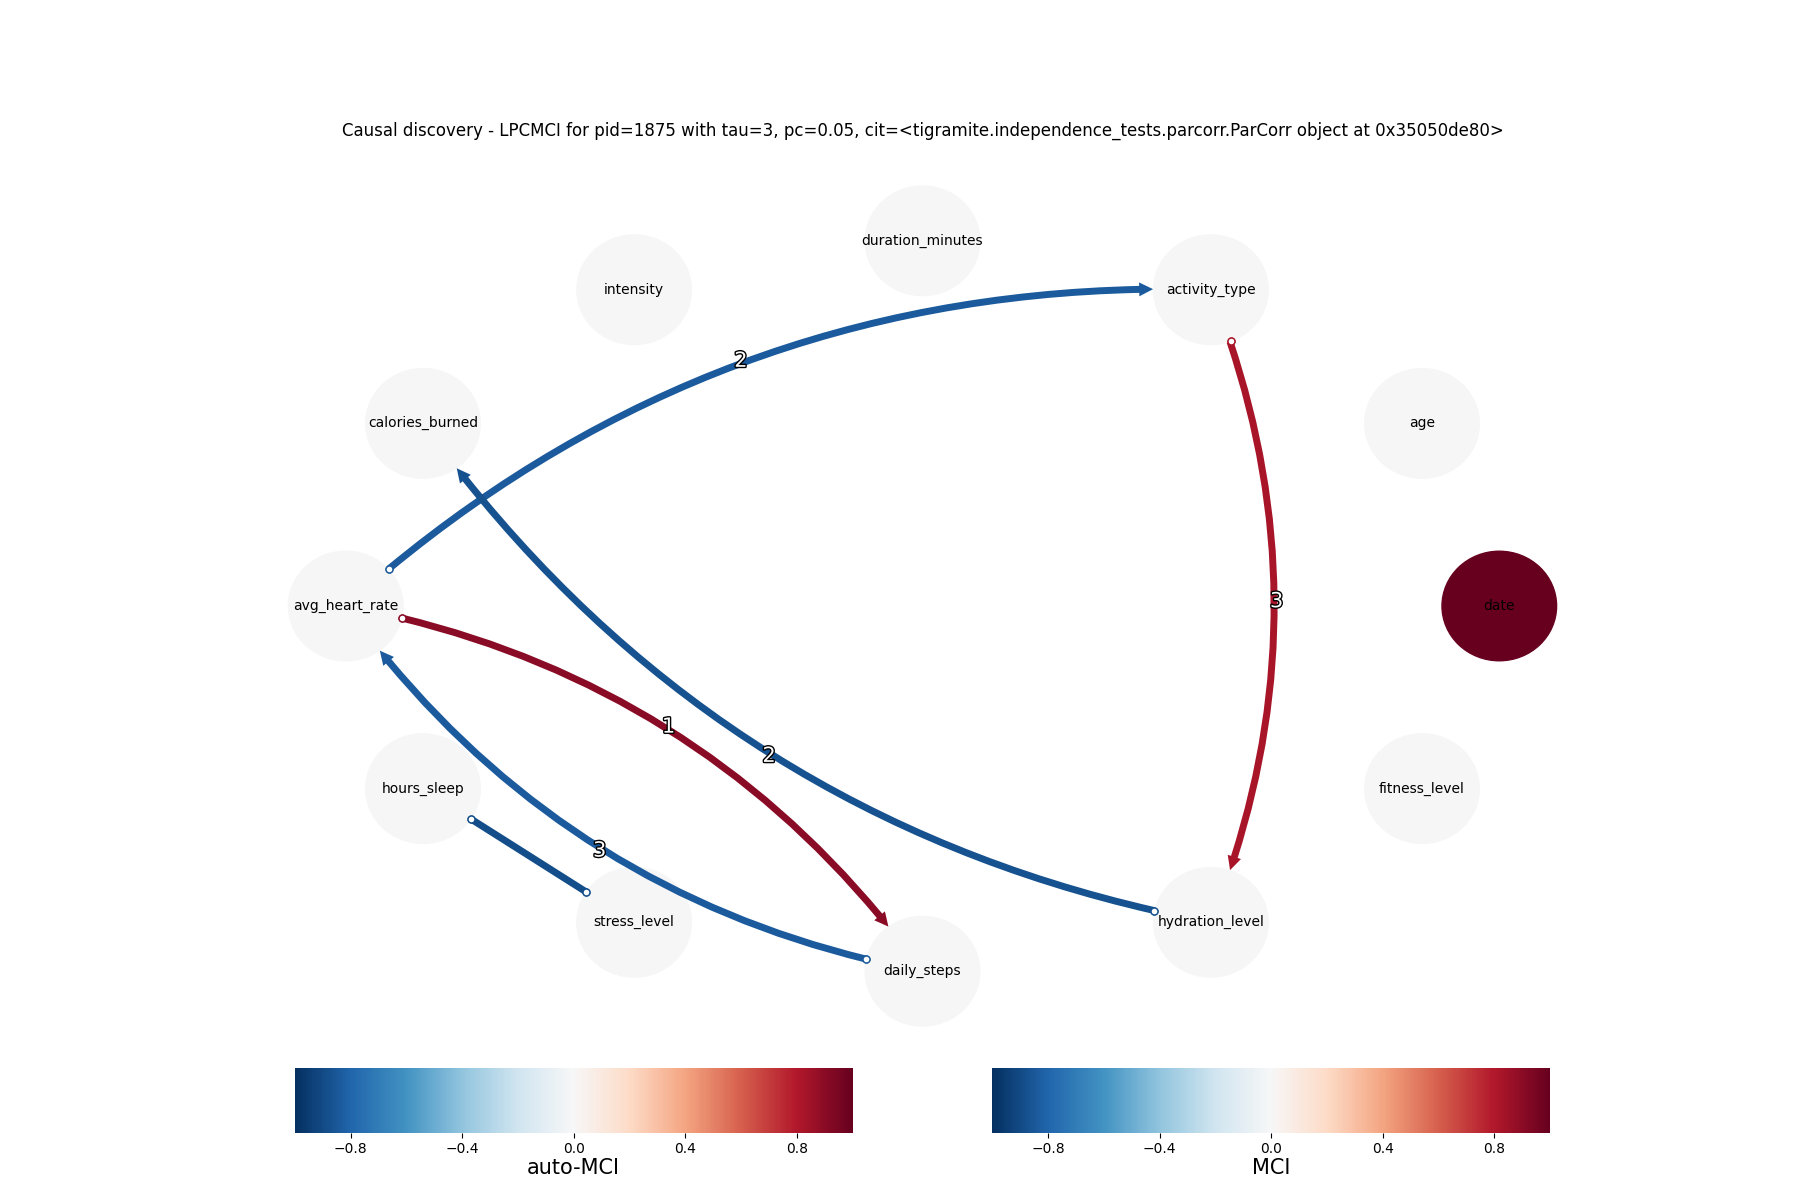 Causal discovery - LPCMCI for pid=1875 with tau=3, pc=0.05, cit=<tigramite.independence_tests.parcorr.ParCorr object at 0x35050de80>
duration_minutes
intensity
activity_type
2
calories_burned
age
3
avg_heart_rate
date
1
2
hours_sleep
fitness_level
3
stress_level
hydration_level
daily_steps
−0.8 −0.4 0.0 0.4 0.8
auto-MCI
−0.8 −0.4 0.0 0.4 0.8
MCI